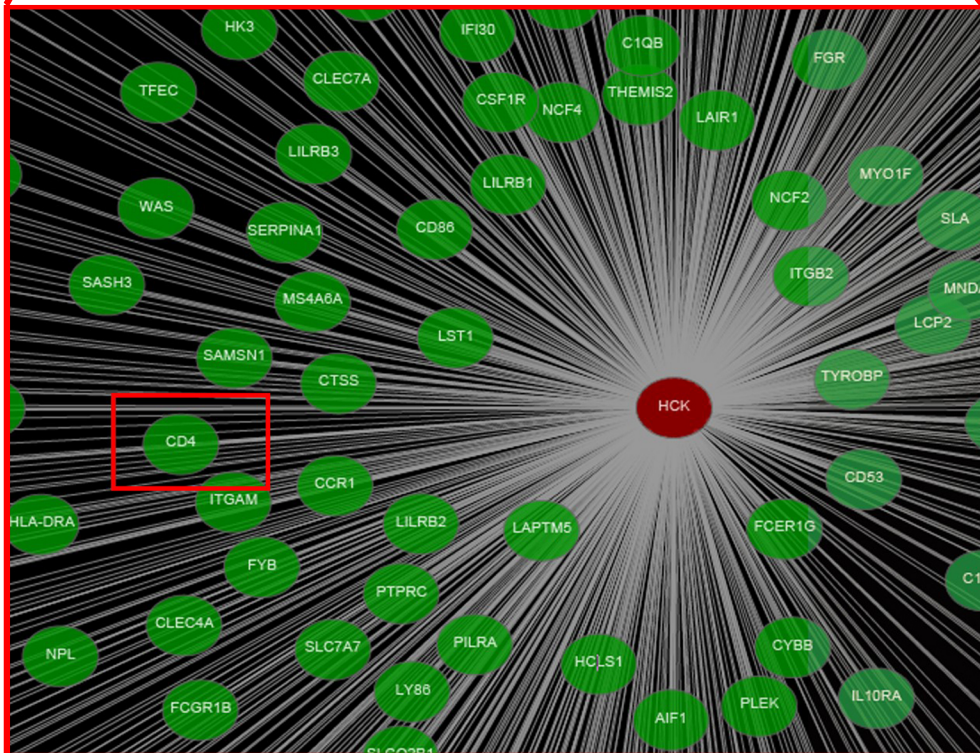 HK3
IFI30
C1QB
FGR
TFEC
CLEC7A
CSF1R
NCF4
THEMIS2
LAIR1
LILRB3
LILRB1
MYO1F
WAS
SERPINA1
CD86
NCF2
SLA
SASH3
MS4A6A
ITGB2
MNDA
LST1
LCP2
SAMSN1
CTSS
TYROBP
HCK
CD4
CCR1
CD53
ITGAM
HLA-DRA
LILRB2
LAPTM5
FCER1G
FYB
PTPRC
C1
CLEC4A
NPL
SLC7A7
PILRA
HCLS1
CYBB
LY86
IL10RA
FCGR1B
AIF1
PLEK